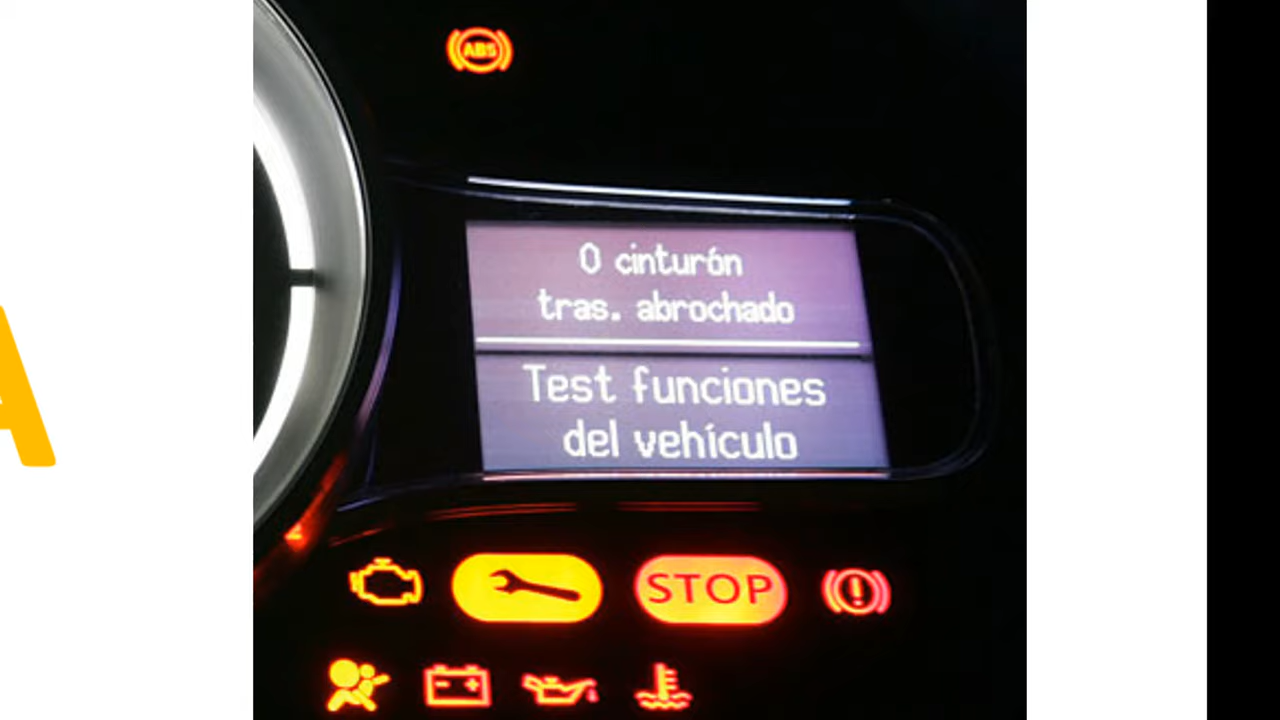 A
ABS
0 cinturón
tras. abrochado
Test funciones
del vehículo
STOP